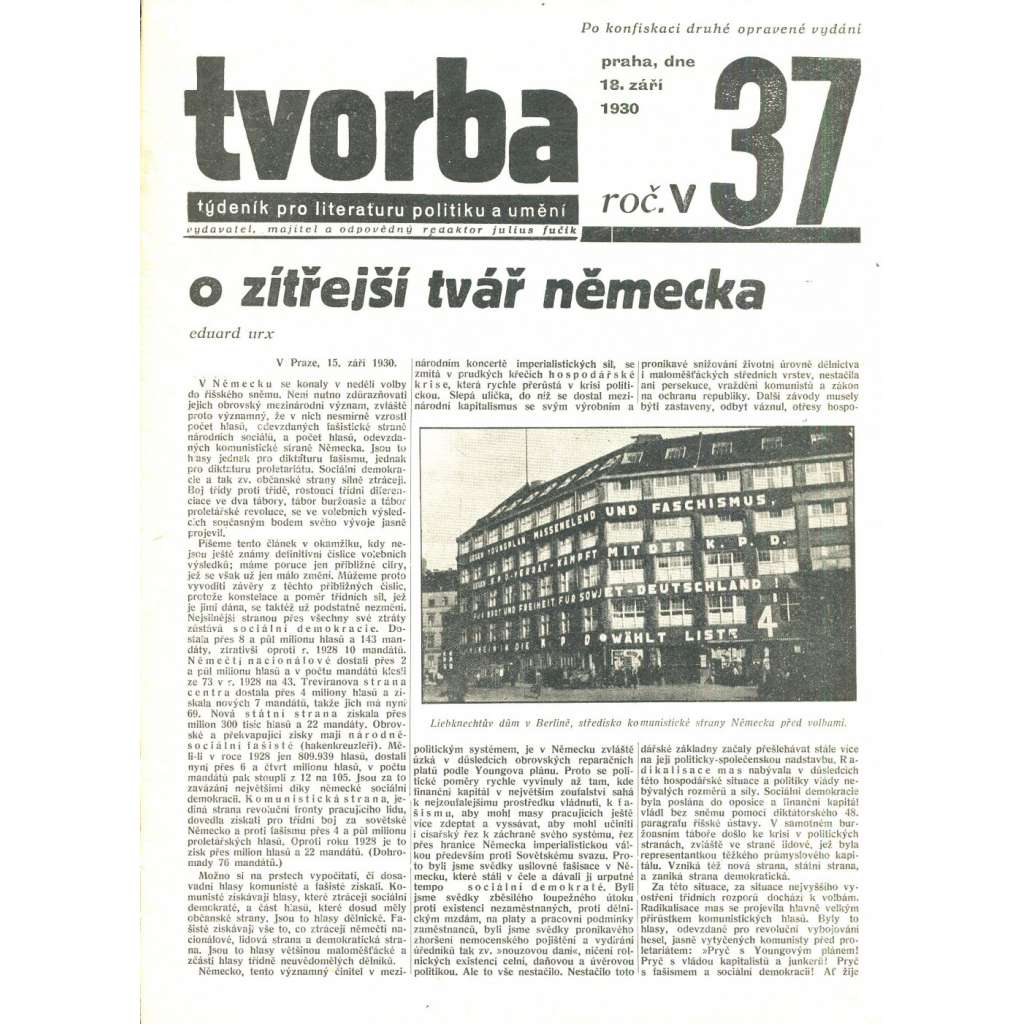 Po konfiskaci druhé opravené vydání
tvorba
praha, dne
18. září
1930
37
týdeník pro literaturu politiku a umění
roč. V
vydavatel, majitel a odpovědný redaktor julius fučík
o zítřejší tvář německa
eduard urx
V Praze, 15. září 1930.
V Německu se konaly v neděli volby
do říšského sněmu. Není nutno zdůrazňovati
jejich obrovský mezinárodní význam, zvláště
proto významný, že v nich nesmírně vzrostl
počet hlasů, odevzdaných fašistické straně
národních sociálů, a počet hlasů, odevzda-
ných komunistické straně Německa. Jsou to
hlasy jednak pro diktaturu fašismu, jednak
pro diktaturu proletariátu. Sociální demokra-
cie a tak zv. občanské strany silně ztrácejí.
Boj třídy proti třídě, rostoucí třídní diferen-
ciace ve dva tábory, tábor buržoasie a tábor
proletářské revoluce, se ve volebních výsled-
cích současným bodem svého vývoje jasně
projevil.
Píšeme tento článek v okamžiku, kdy ne-
jsou ještě známy definitivní číslice volebních
výsledků; máme poruce jen přibližné cifry,
jež se však už jen málo změní. Můžeme proto
vyvoditi závěry z těchto přibližných číslic,
protože konstelace a poměr třídních sil, jež
je jimi dána, se taktéž už podstatně nezmění.
Nejsilnější stranou přes všechny své ztráty
zůstává sociální demokracie. Do-
stala přes 8 a půl milionu hlasů a 143 man-
dáty, ztrativši oproti r. 1928 10 mandátů.
Němečtí nacionálové dostali přes 2
a půl milionu hlasů a v počtu mandátů klesli
ze 73 v r. 1928 na 43. Treviranova strana
centra dostala přes 4 miliony hlasů a zí-
skala nových 7 mandátů, takže jich má nyní
69. Nová státní strana získala přes
milion 300 tisíc hlasů a 22 mandáty. Obrov-
ské a překvapující zisky mají národně-
sociální fašisté (hakenkreuzleři). Mě-
li-li v roce 1928 jen 809.939 hlasů, dostali
nyní přes 6 a čtvrt milionu hlasů, v počtu
mandátů pak stoupli z 12 na 105. Jsou za to
zavázáni největšími díky německé sociální
demokracii. Komunistická strana, je-
diná strana revoluční fronty pracujícího lidu,
dovedla získati pro třídní boj za sovětské
Německo a proti fašismu přes 4 a půl milionu
proletářských hlasů. Oproti roku 1928 je to
zisk přes milion hlasů a 22 mandátů. (Dohro-
mady 76 mandátů.)
Možno si na prstech vypočítati, čí dosa-
vadní hlasy komunisté a fašisté získali. Ko-
munisté získávají hlasy, které ztrácejí sociální
demokraté, a část hlasů, které dosud měly
občanské strany. Jsou to hlasy dělnické. Fa-
šisté získávají vše to, co ztrácejí němečtí na-
cionálové, lidová strana a demokratická stra-
na. Jsou to hlasy většinou maloměšťácké a
zčásti hlasy třídně neuvědomělých dělníků.
Německo, tento významný činitel v mezi-
národním koncertě imperialistických sil, se
zmítá v prudkých křečích hospodářské
krise, která rychle přerůstá v krisi politic-
kou. Slepá ulička, do níž se dostal mezi-
národní kapitalismus se svým výrobním a
pronikavé snižování životní úrovně dělnictva
i maloměšťáckých středních vrstev, nestačila
ani persekuce, vraždění komunistů a zákon
na ochranu republiky. Další závody musely
býti zastaveny, odbyt váznul, otřesy hospo-
GEGEN YOUNGPLAN, MASSENELEND UND FASCHISMUS,
KÄMPFT MIT DER K.P.D.
FÜR BROT UND FREIHEIT FÜR SOWJET-DEUTSCHLAND
HINEIN IN DIE KPD WÄHLT LISTE 4
Liebknechtův dům v Berlíně, středisko komunistické strany Německa před volbami.
politickým systémem, je v Německu zvláště
úzká v důsledcích obrovských reparačních
platů podle Youngova plánu. Proto se poli-
tické poměry rychle vyvinuly až tam, kde
finanční kapitál v největším zoufalství sahá
k nejzoufalejšímu prostředku vládnutí, k fa-
šismu, aby mohl masy pracujících ještě
více zdeptat a vyssávat, aby mohl učiniti
i císařský řez k záchraně svého systému, řez
přes hranice Německa imperialistickou vál-
kou především proti Sovětskému svazu. Pro-
to byli jsme svědky usilovné fašisace v Ně-
mecku, které stáli v čele a dávali jí urputné
tempo sociální demokraté. Byli
jsme svědky zběsilého loupežného útoku
proti existenci nezaměstnaných, proti dělni-
ckým mzdám, na platy a pracovní podmínky
zaměstnanců, byli jsme svědky pronikavého
zhoršení nemocenského pojištění a vydírání
úředníků tak zv. »nouzovou daní«, ničení rol-
nických existencí celní, daňovou a úvěrovou
politikou. Ale to vše nestačilo. Nestačilo toto
dářské základny začaly přešlehávat stále více
na její politicky-společenskou nadstavbu. Ra-
dikalisace mas nabývala v důsledcích
této hospodářské situace a politiky vlády ne-
bývalých rozměrů a síly. Sociální demokracie
byla poslána do oposice a finanční kapitál
vládl bez sněmu pomocí diktátorského 48.
paragrafu říšské ústavy. V samotném bur-
žoasním táboře došlo ke krisi v politických
stranách, zvláště ve straně lidové, jež byla
representantkou těžkého průmyslového kapi-
tálu. Vzniká též nová strana, státní strana,
a zaniká strana demokratická.
Za této situace, za situace nejvyššího vy-
ostření třídních rozporů dochází k volbám.
Radikalisace mas se projevila hlavně velkým
přírůstkem komunistických hlasů. Byly to
hlasy, odevzdané pro revoluční vybojování
hesel, jasně vytyčených komunisty před pro-
letariátem: »Pryč s Youngovým plánem!
Pryč s vládou kapitalistů a junkerů! Pryč
s fašismem a sociální demokracií! Ať žije